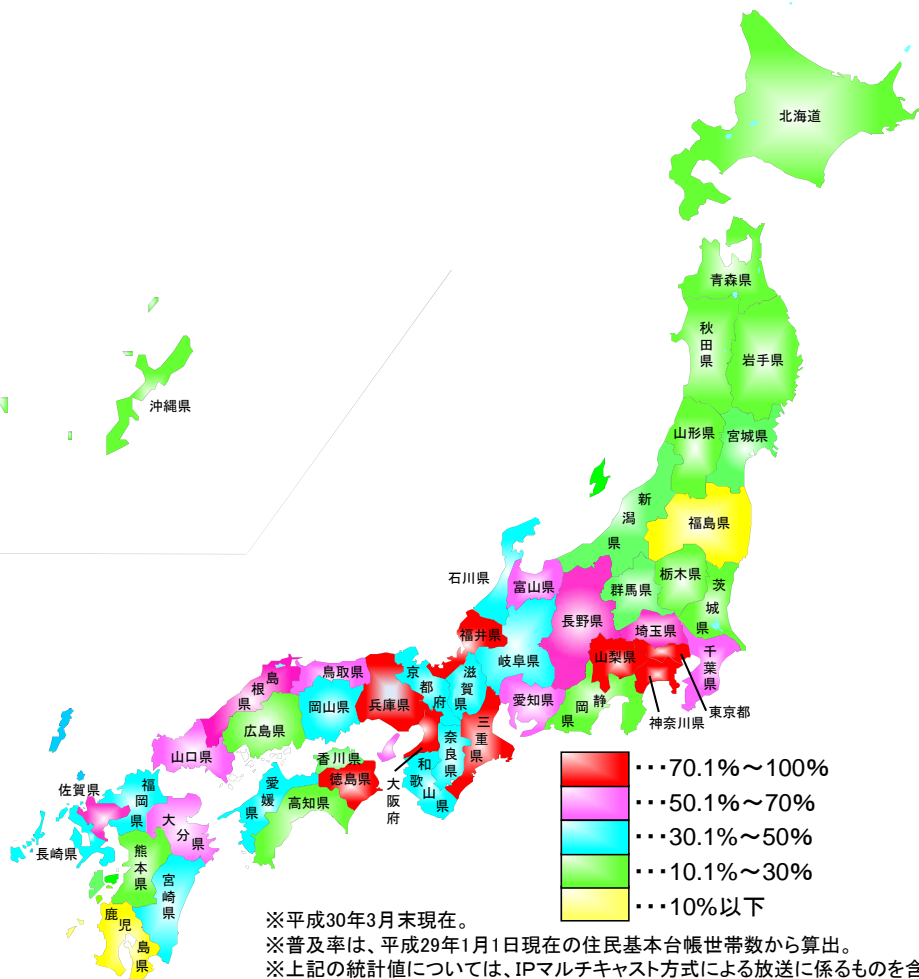 北海道
青森県
秋田県
岩手県
沖縄県
山形県
宮城県
新潟県
福島県
石川県
富山県
群馬県
栃木県
茨城県
長野県
埼玉県
福井県
岐阜県
山梨県
千葉県
東京都
神奈川県
静岡県
愛知県
滋賀県
京都府
鳥取県
島根県
岡山県
兵庫県
広島県
山口県
三重県
奈良県
和歌山県
大阪府
香川県
徳島県
愛媛県
高知県
福岡県
佐賀県
大分県
長崎県
熊本県
宮崎県
鹿児島県
・・・70.1%～100%
・・・50.1%～70%
・・・30.1%～50%
・・・10.1%～30%
・・・10%以下
※平成30年3月末現在。
※普及率は、平成29年1月1日現在の住民基本台帳世帯数から算出。
※上記の統計値については、IPマルチキャスト方式による放送に係るものを含